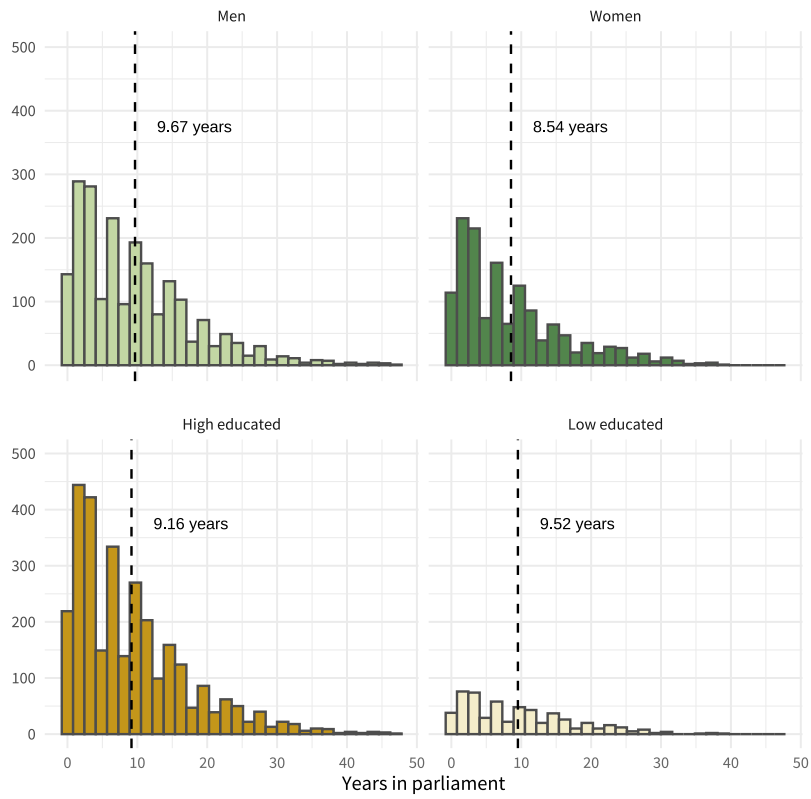 Men
Women
500
400
300
200
100
0
9.67 years
8.54 years
High educated
Low educated
500
400
300
200
100
0
9.16 years
9.52 years
0 10 20 30 40 50
0 10 20 30 40 50
Years in parliament